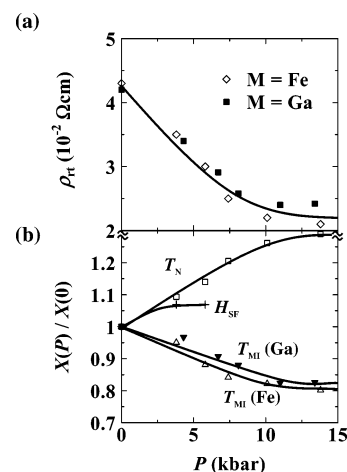 (a)
5
M = Fe
M = Ga
4
3
2
ρrt (10⁻² Ωcm)
(b)
1.2
1.1
1.0
0.9
0.8
0.7
X(P) / X(0)
TN
HSF
TMI (Ga)
TMI (Fe)
0 5 10 15
P (kbar)